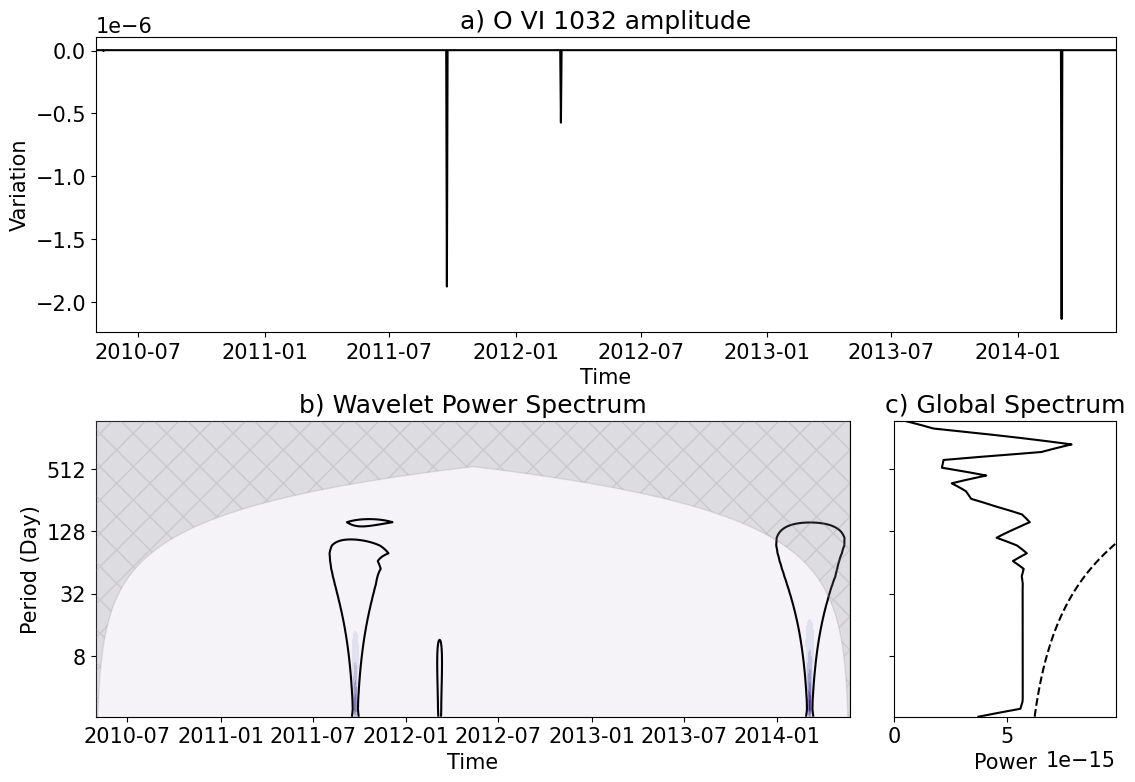 a) O VI 1032 amplitude
1e−6
0.0
−0.5
−1.0
−1.5
−2.0
Variation
2010-07 2011-01 2011-07 2012-01 2012-07 2013-01 2013-07 2014-01
Time
b) Wavelet Power Spectrum
c) Global Spectrum
512
128
32
8
Period (Day)
2010-07 2011-01 2011-07 2012-01 2012-07 2013-01 2013-07 2014-01
0 5
Time
Power 1e−15